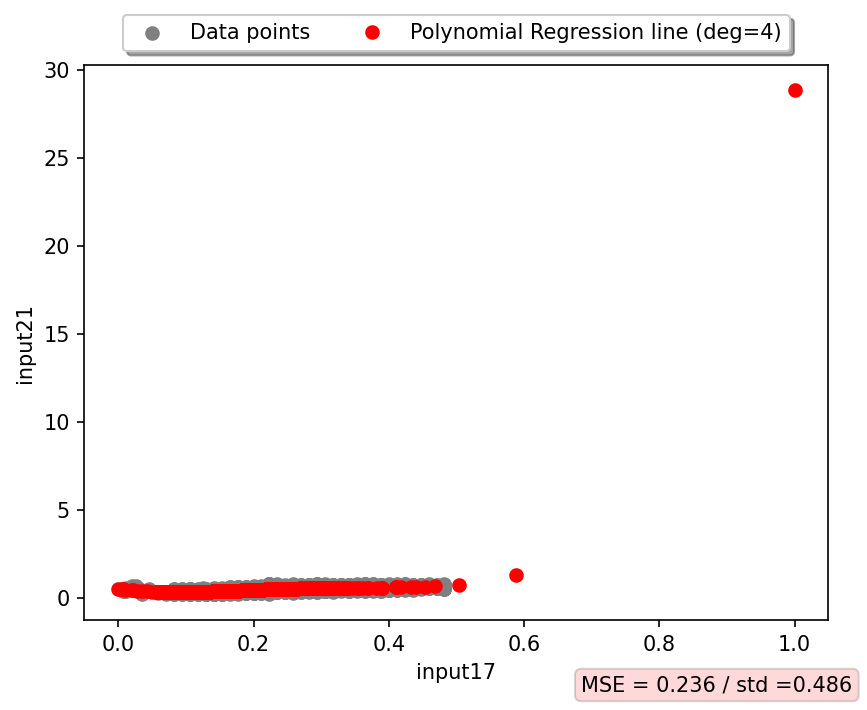 Data points
Polynomial Regression line (deg=4)
30
25
20
15
10
5
0
input21
0.0
0.2
0.4
0.6
0.8
1.0
input17
MSE = 0.236 / std =0.486